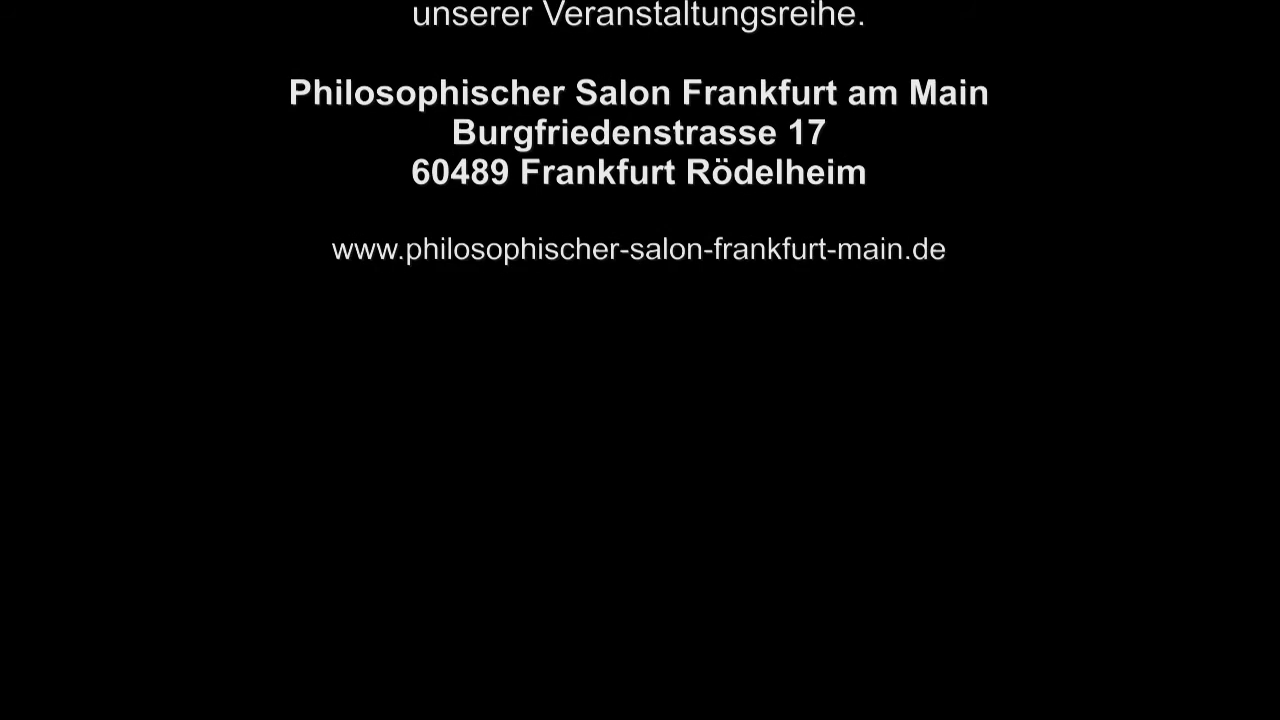 unserer Veranstaltungsreihe.
Philosophischer Salon Frankfurt am Main
Burgfriedenstrasse 17
60489 Frankfurt Rödelheim
www.philosophischer-salon-frankfurt-main.de